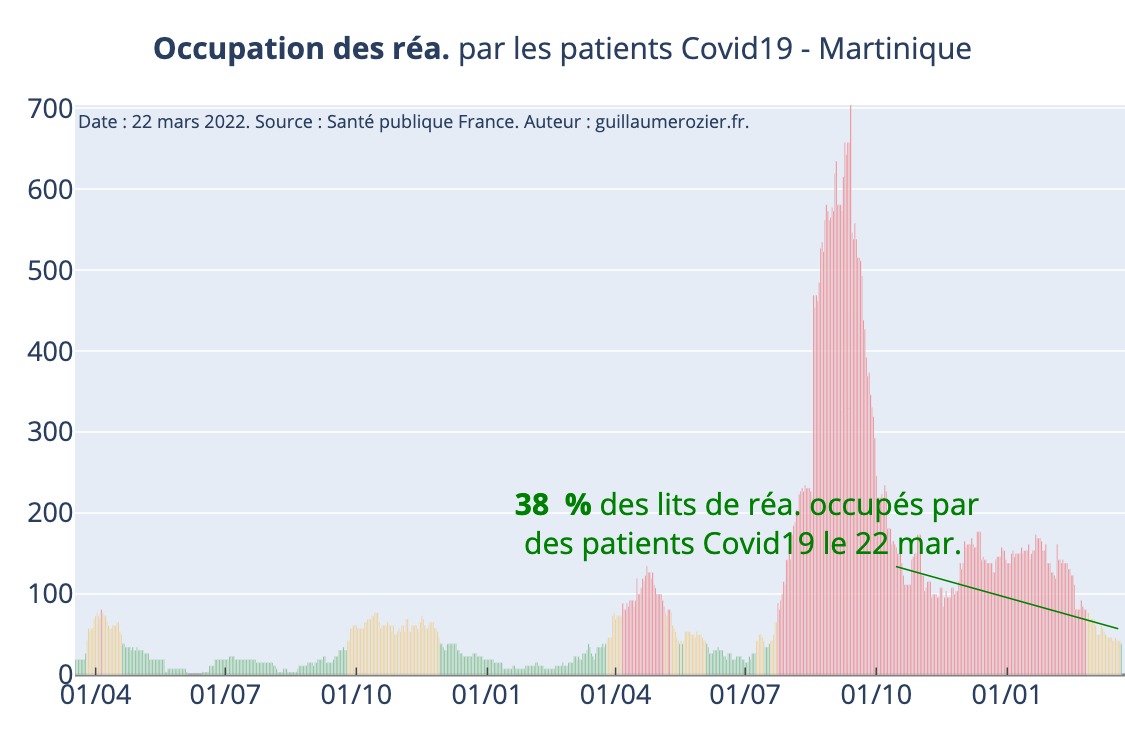 Occupation des réa. par les patients Covid19 - Martinique
700
Date : 22 mars 2022. Source : Santé publique France. Auteur : guillaumerozier.fr.
600
500
400
300
200
38 % des lits de réa. occupés par
des patients Covid19 le 22 mar.
100
0
01/04 01/07 01/10 01/01 01/04 01/07 01/10 01/01